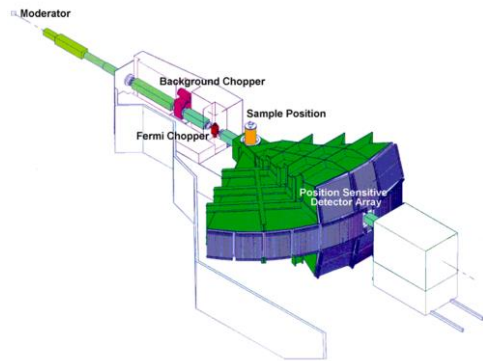 Moderator
Background Chopper
Sample Position
Fermi Chopper
Position Sensitive
Detector Array